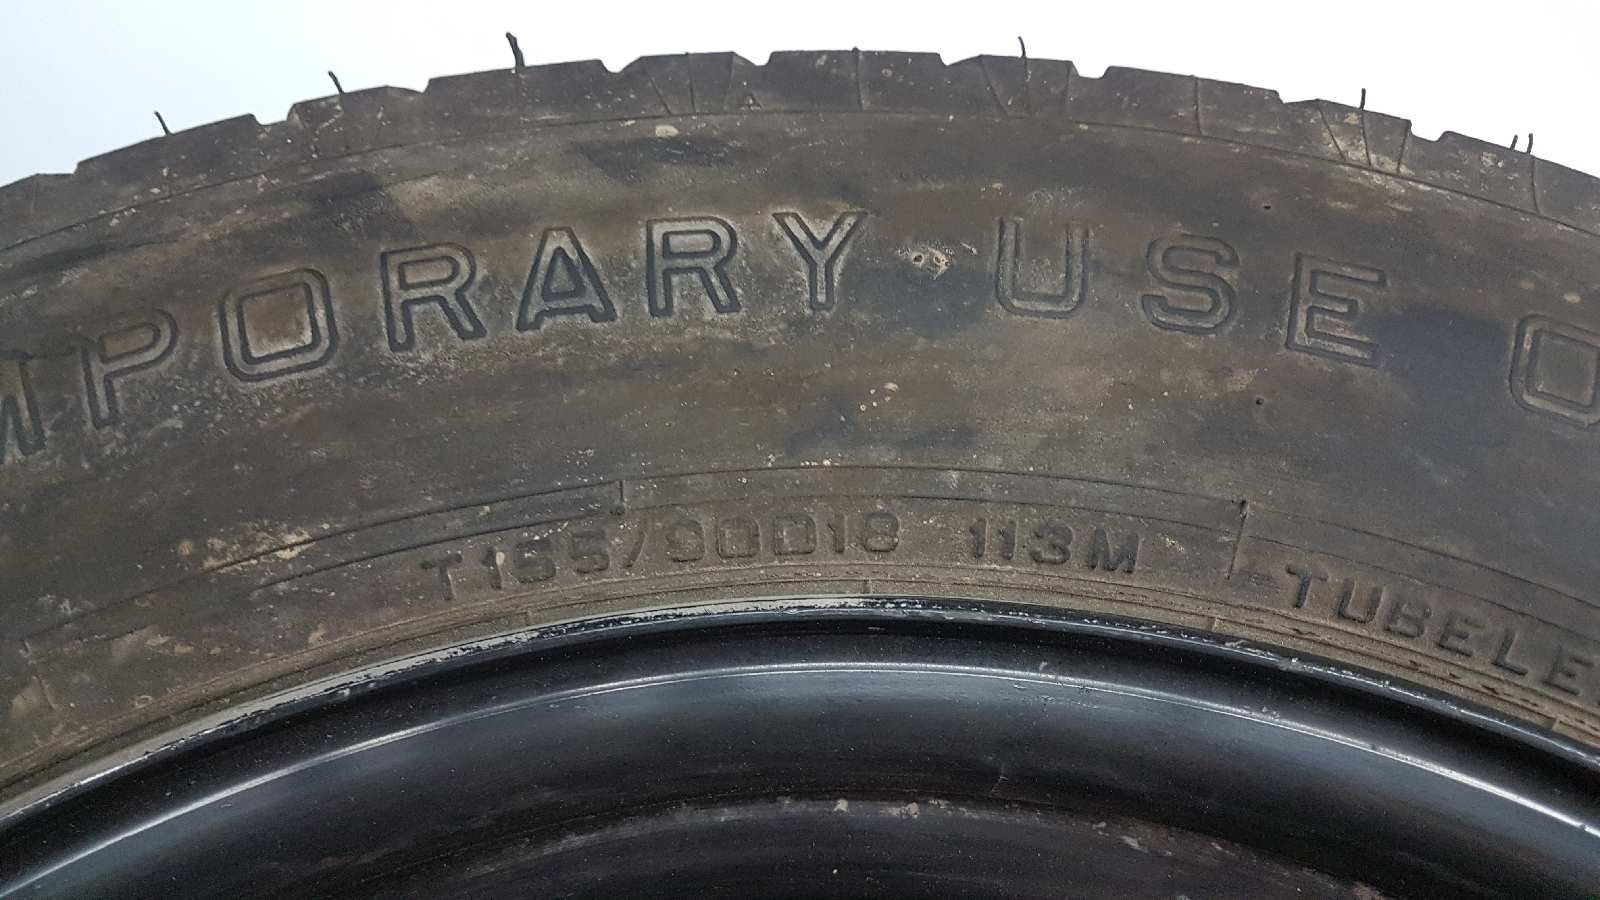 MPORARY USE O
T155/90D18 113M TUBELE